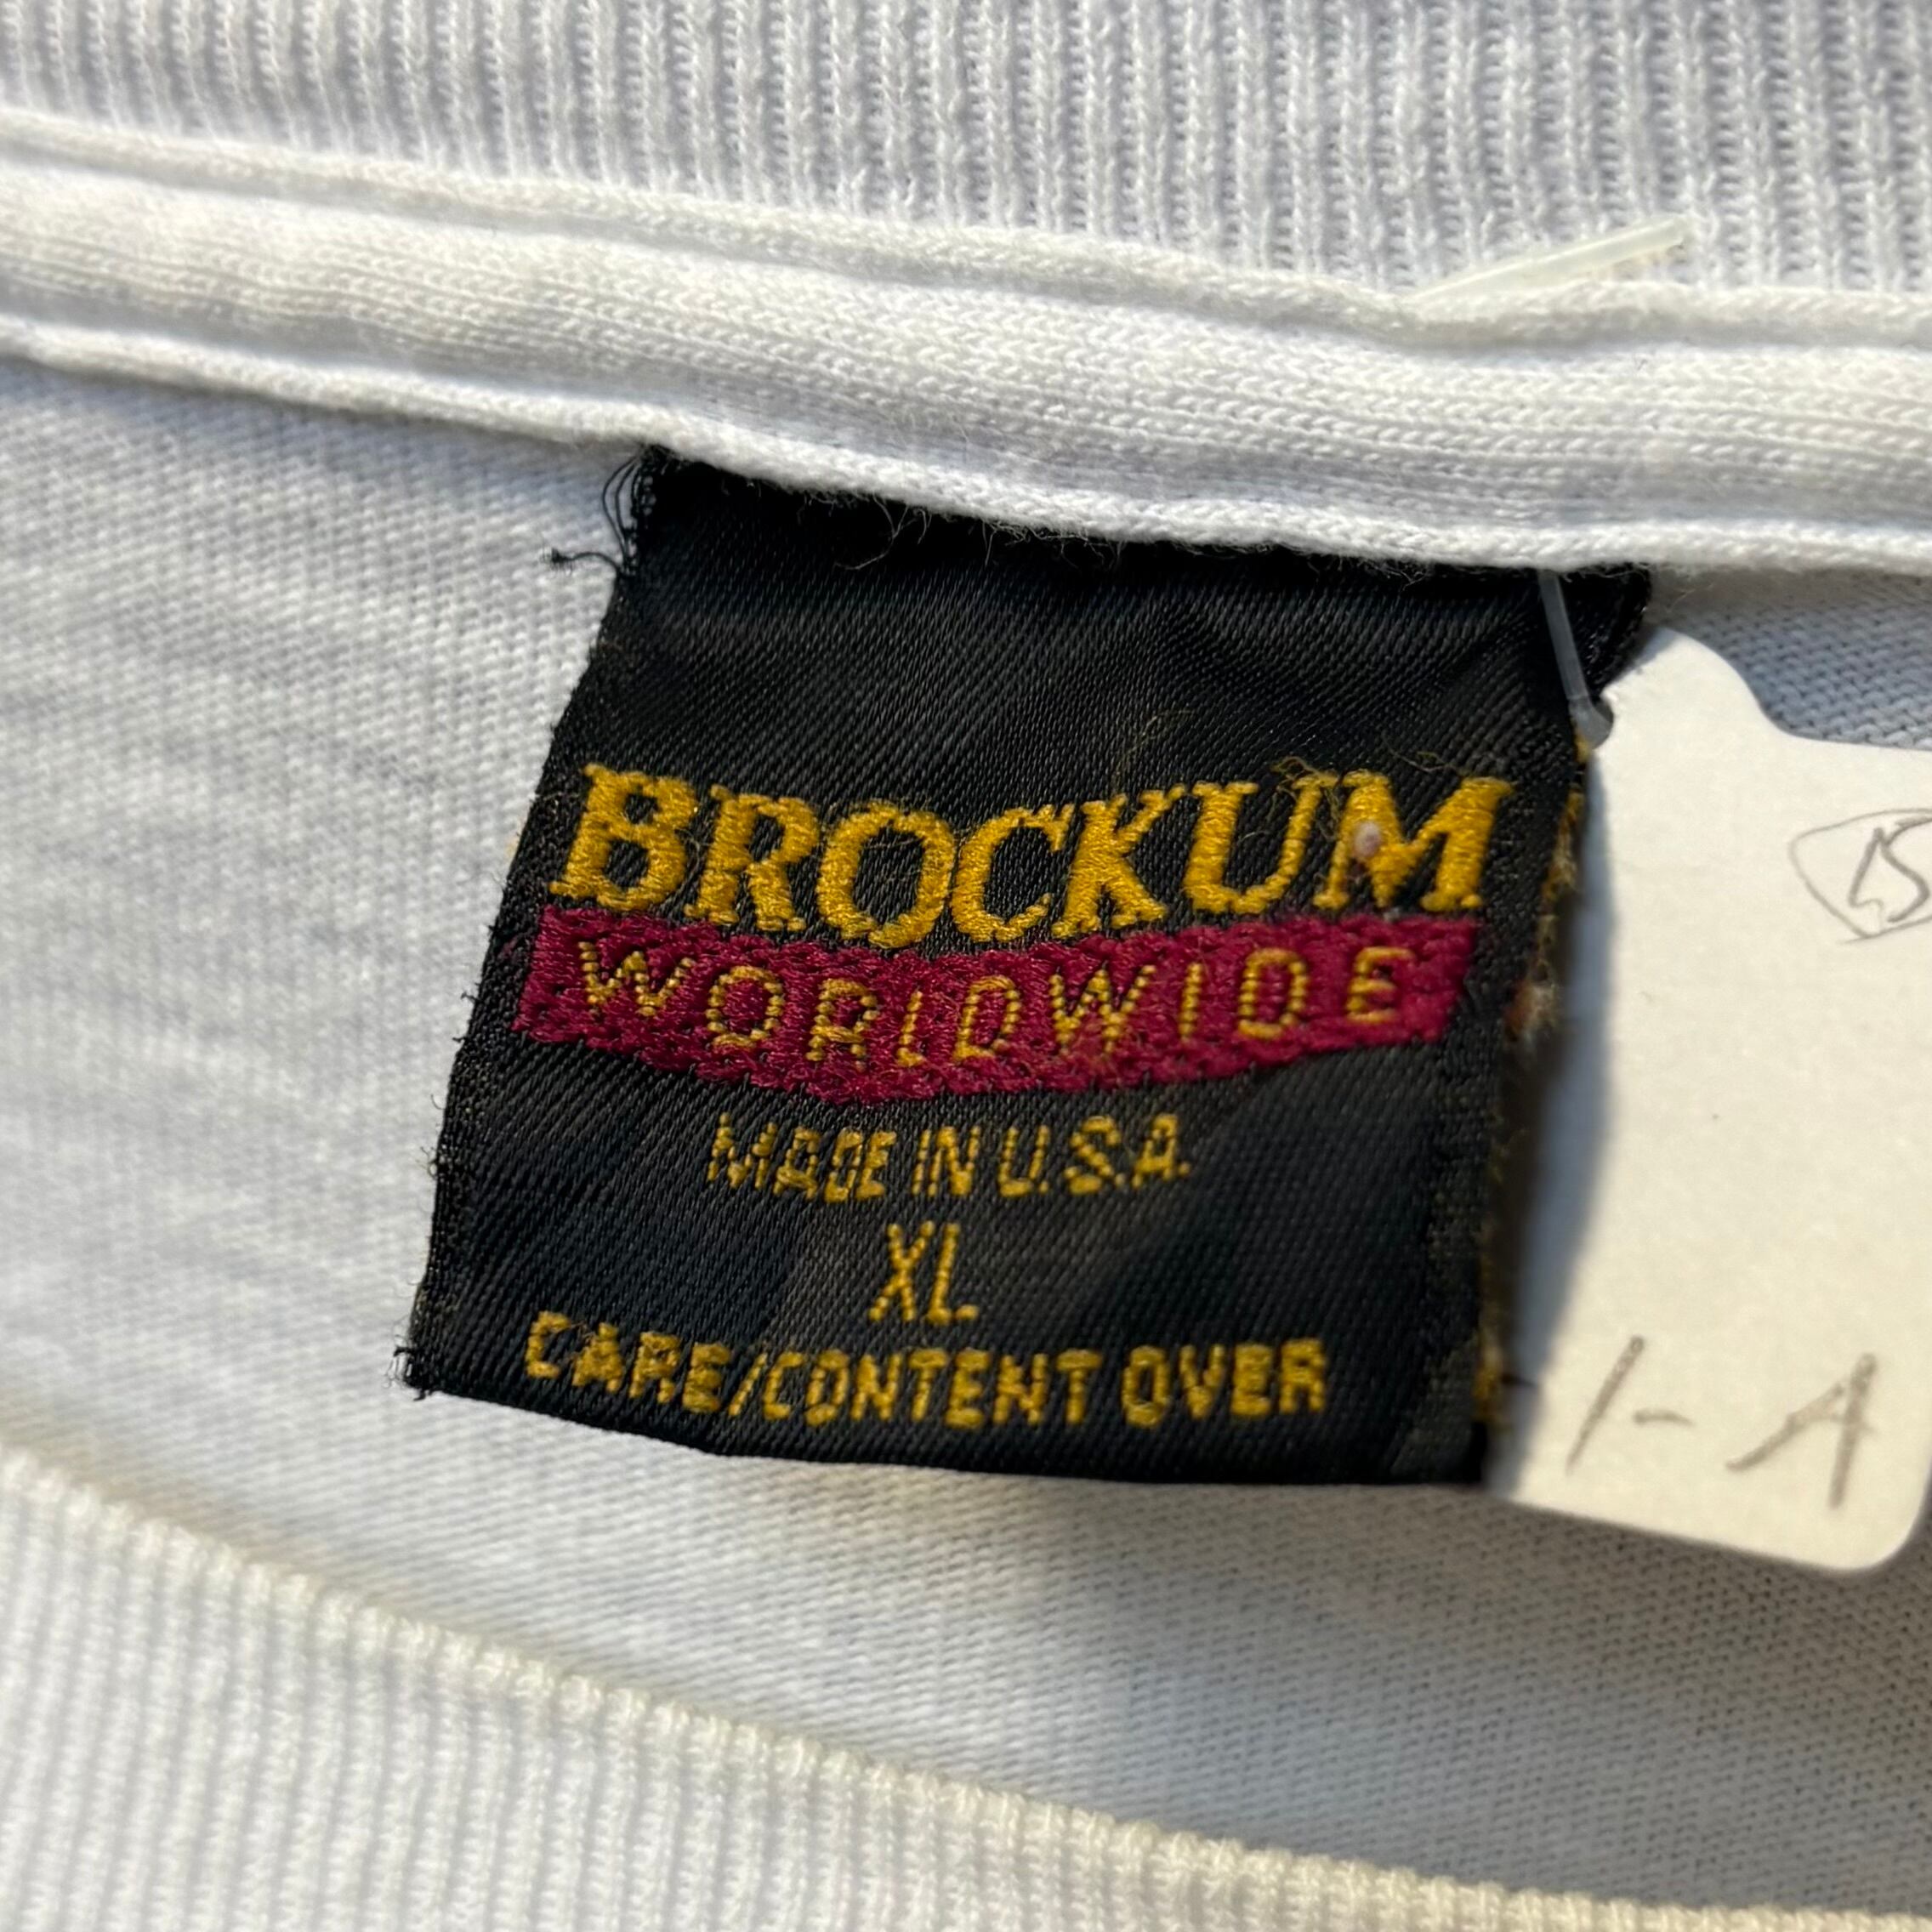 BROCKUM
WORLDWIDE
MADE IN U.S.A.
XL
CARE/CONTENT OVER
1-A